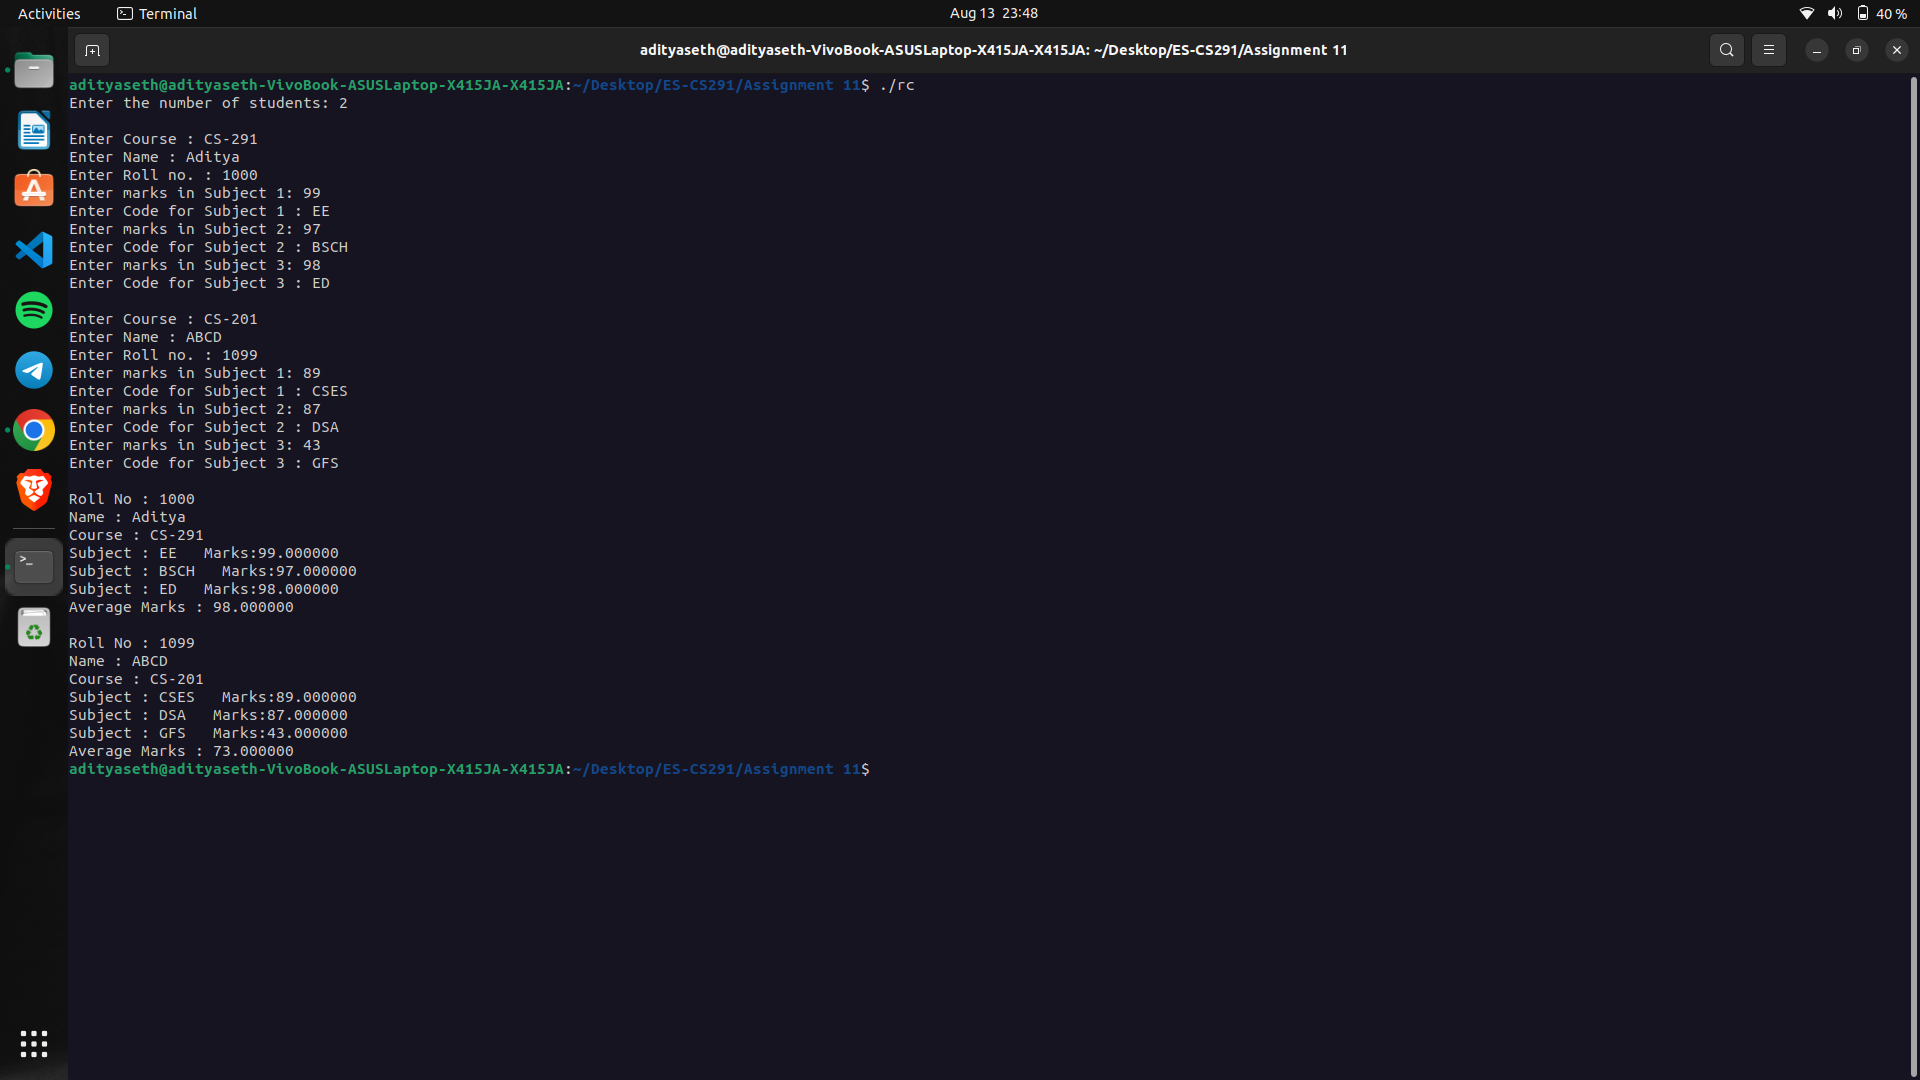 Activities
Terminal
Aug 13 23:48
40 %
adityaseth@adityaseth-VivoBook-ASUSLaptop-X415JA-X415JA: ~/Desktop/ES-CS291/Assignment 11
adityaseth@adityaseth-VivoBook-ASUSLaptop-X415JA-X415JA:~/Desktop/ES-CS291/Assignment 11$ ./rc
Enter the number of students: 2
Enter Course : CS-291
Enter Name : Aditya
Enter Roll no. : 1000
Enter marks in Subject 1: 99
Enter Code for Subject 1 : EE
Enter marks in Subject 2: 97
Enter Code for Subject 2 : BSCH
Enter marks in Subject 3: 98
Enter Code for Subject 3 : ED
Enter Course : CS-201
Enter Name : ABCD
Enter Roll no. : 1099
Enter marks in Subject 1: 89
Enter Code for Subject 1 : CSES
Enter marks in Subject 2: 87
Enter Code for Subject 2 : DSA
Enter marks in Subject 3: 43
Enter Code for Subject 3 : GFS
Roll No : 1000
Name : Aditya
Course : CS-291
Subject : EE   Marks:99.000000
Subject : BSCH   Marks:97.000000
Subject : ED   Marks:98.000000
Average Marks : 98.000000
Roll No : 1099
Name : ABCD
Course : CS-201
Subject : CSES   Marks:89.000000
Subject : DSA   Marks:87.000000
Subject : GFS   Marks:43.000000
Average Marks : 73.000000
adityaseth@adityaseth-VivoBook-ASUSLaptop-X415JA-X415JA:~/Desktop/ES-CS291/Assignment 11$